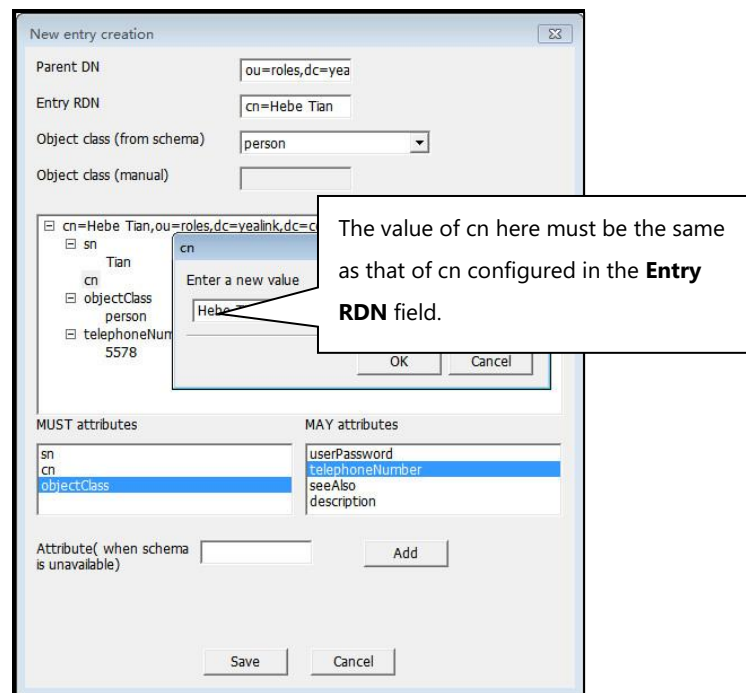 New entry creation
Parent DN
ou=roles,dc=yea
Entry RDN
cn=Hebe Tian
Object class (from schema)
person
Object class (manual)
cn=Hebe Tian,ou=roles,dc=yealink,dc=c
sn
Tian
cn
objectClass
person
telephoneNum
5578
cn
Enter a new value
Hebe T
OK
Cancel
The value of cn here must be the same
as that of cn configured in the Entry
RDN field.
MUST attributes
sn
cn
objectClass
MAY attributes
userPassword
telephoneNumber
seeAlso
description
Attribute( when schema
is unavailable)
Add
Save
Cancel